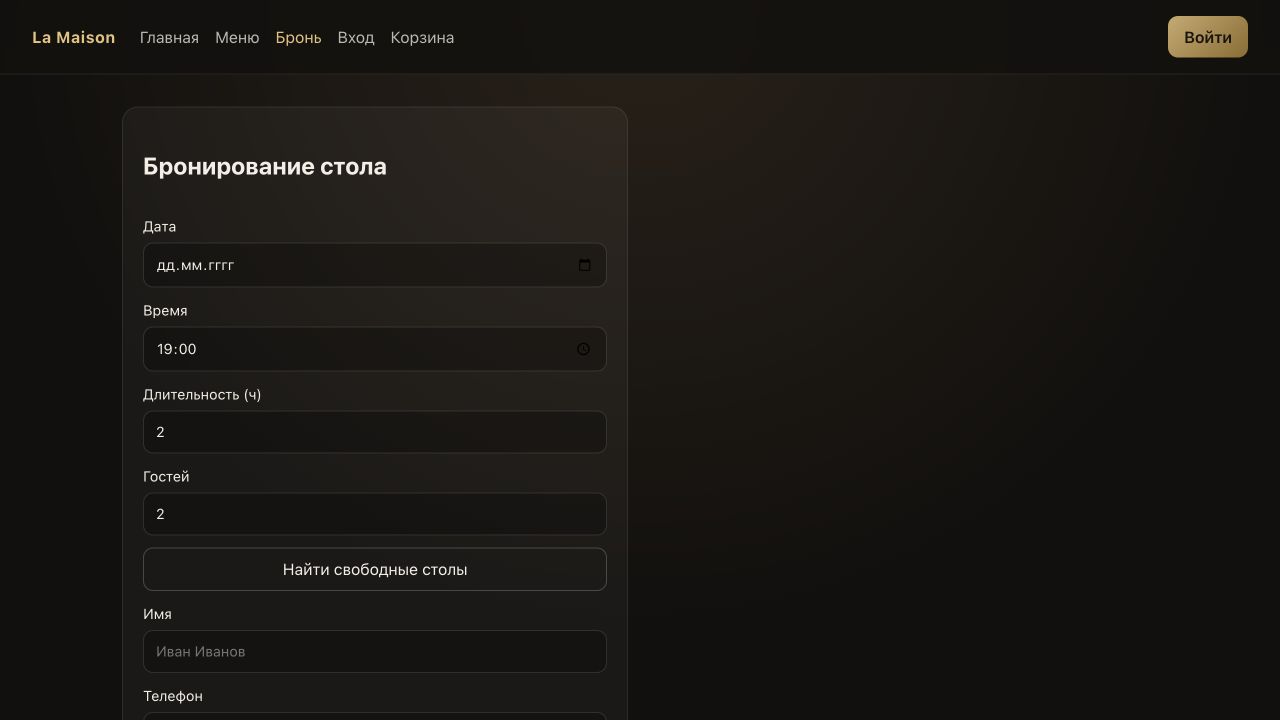 La Maison Главная Меню Бронь Вход Корзина Войти
Бронирование стола
Дата
дд.мм.гггг
Время
19:00
Длительность (ч)
2
Гостей
2
Найти свободные столы
Имя
Иван Иванов
Телефон